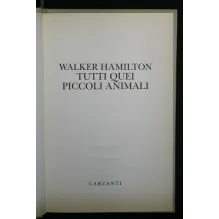 WALKER HAMILTON
TUTTI QUEI
PICCOLI ANIMALI
GARZANTI